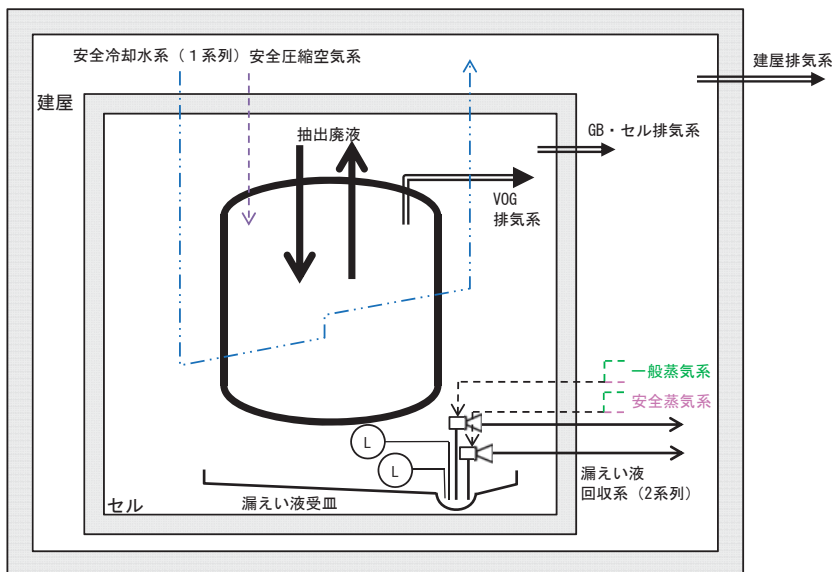 安全冷却水系（１系列）
安全圧縮空気系
建屋排気系
建屋
GB・セル排気系
抽出廃液
VOG
排気系
一般蒸気系
安全蒸気系
L
L
漏えい液
回収系（2系列）
漏えい液受皿
セル